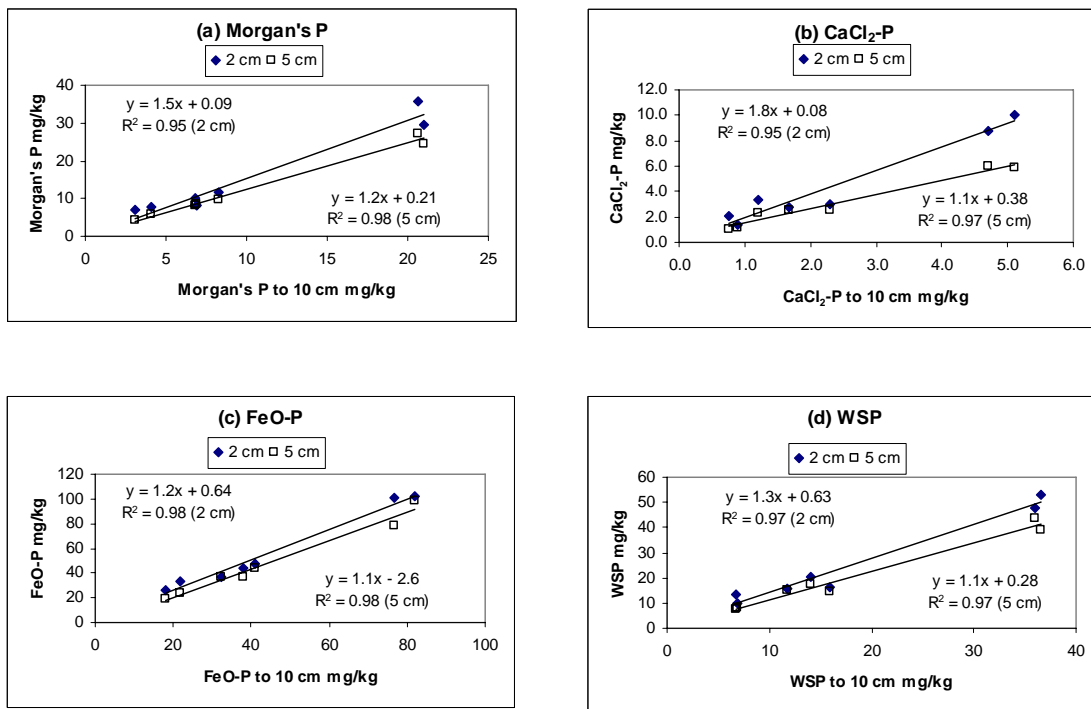 (a) Morgan's P
2 cm 5 cm
y = 1.5x + 0.09
R² = 0.95 (2 cm)
y = 1.2x + 0.21
R² = 0.98 (5 cm)
Morgan's P mg/kg
40
30
20
10
0
0 5 10 15 20 25
Morgan's P to 10 cm mg/kg
(b) CaCl₂-P
2 cm 5 cm
y = 1.8x + 0.08
R² = 0.95 (2 cm)
y = 1.1x + 0.38
R² = 0.97 (5 cm)
CaCl₂-P mg/kg
12.0
10.0
8.0
6.0
4.0
2.0
0.0
0.0 1.0 2.0 3.0 4.0 5.0 6.0
CaCl₂-P to 10 cm mg/kg
(c) FeO-P
2 cm 5 cm
y = 1.2x + 0.64
R² = 0.98 (2 cm)
y = 1.1x - 2.6
R² = 0.98 (5 cm)
FeO-P mg/kg
120
100
80
60
40
20
0
0 20 40 60 80 100
FeO-P to 10 cm mg/kg
(d) WSP
2 cm 5 cm
y = 1.3x + 0.63
R² = 0.97 (2 cm)
y = 1.1x + 0.28
R² = 0.97 (5 cm)
WSP mg/kg
60
50
40
30
20
10
0
0 10 20 30 40
WSP to 10 cm mg/kg